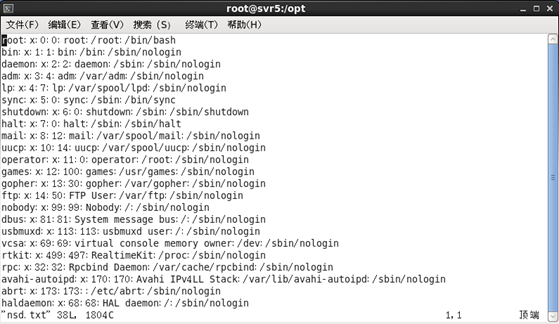 root@svr5:/opt
文件(F) 编辑(E) 查看(V) 搜索 (S) 终端(T) 帮助(H)
root:x:0:0:root:/root:/bin/bash
bin:x:1:1:bin:/bin:/sbin/nologin
daemon:x:2:2:daemon:/sbin:/sbin/nologin
adm:x:3:4:adm:/var/adm:/sbin/nologin
lp:x:4:7:lp:/var/spool/lpd:/sbin/nologin
sync:x:5:0:sync:/sbin:/bin/sync
shutdown:x:6:0:shutdown:/sbin:/sbin/shutdown
halt:x:7:0:halt:/sbin:/sbin/halt
mail:x:8:12:mail:/var/spool/mail:/sbin/nologin
uucp:x:10:14:uucp:/var/spool/uucp:/sbin/nologin
operator:x:11:0:operator:/root:/sbin/nologin
games:x:12:100:games:/usr/games:/sbin/nologin
gopher:x:13:30:gopher:/var/gopher:/sbin/nologin
ftp:x:14:50:FTP User:/var/ftp:/sbin/nologin
nobody:x:99:99:Nobody:/:/sbin/nologin
dbus:x:81:81:System message bus:/:/sbin/nologin
usbmuxd:x:113:113:usbmuxd user:/:/sbin/nologin
vcsa:x:69:69:virtual console memory owner:/dev:/sbin/nologin
rtkit:x:499:497:RealtimeKit:/proc:/sbin/nologin
rpc:x:32:32:Rpcbind Daemon:/var/cache/rpcbind:/sbin/nologin
avahi-autoipd:x:170:170:Avahi IPv4LL Stack:/var/lib/avahi-autoipd:/sbin/nologin
abrt:x:173:173::/etc/abrt:/sbin/nologin
haldaemon:x:68:68:HAL daemon:/:/sbin/nologin
"nsd.txt" 38L, 1804C 1,1 顶端